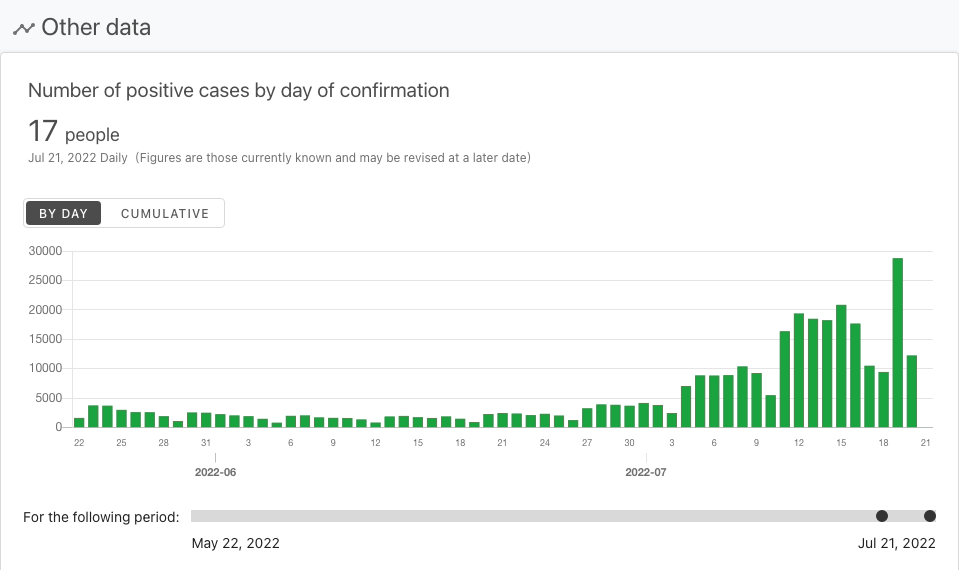 Other data
Number of positive cases by day of confirmation
17 people
Jul 21, 2022 Daily (Figures are those currently known and may be revised at a later date)
BY DAY CUMULATIVE
30000
25000
20000
15000
10000
5000
0
22 25 28 31 3 6 9 12 15 18 21 24 27 30 3 6 9 12 15 18 21
2022-06 2022-07
For the following period:
May 22, 2022 Jul 21, 2022